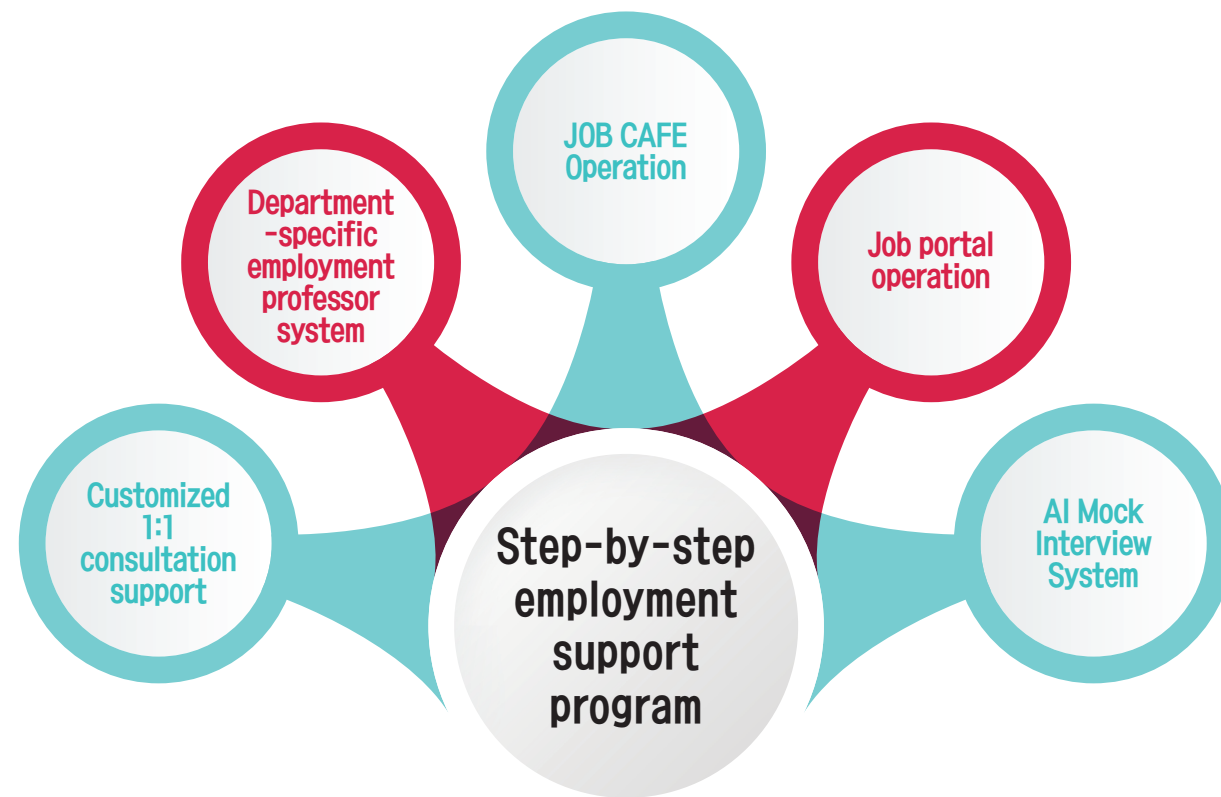 Customized
1:1
consultation
support
Department
-specific
employment
professor
system
JOB CAFE
Operation
Job portal
operation
AI Mock
Interview
System
Step-by-step
employment
support
program